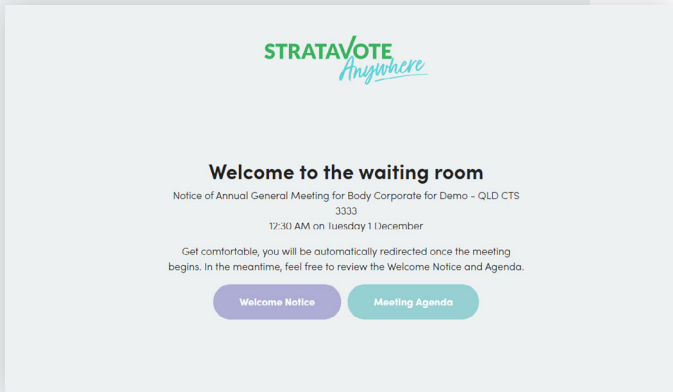 STRATAVOTE
Anywhere
Welcome to the waiting room
Notice of Annual General Meeting for Body Corporate for Demo - QLD CTS
3333
12:30 AM on Tuesday 1 December
Get comfortable, you will be automatically redirected once the meeting
begins. In the meantime, feel free to review the Welcome Notice and Agenda.
Welcome Notice
Meeting Agenda